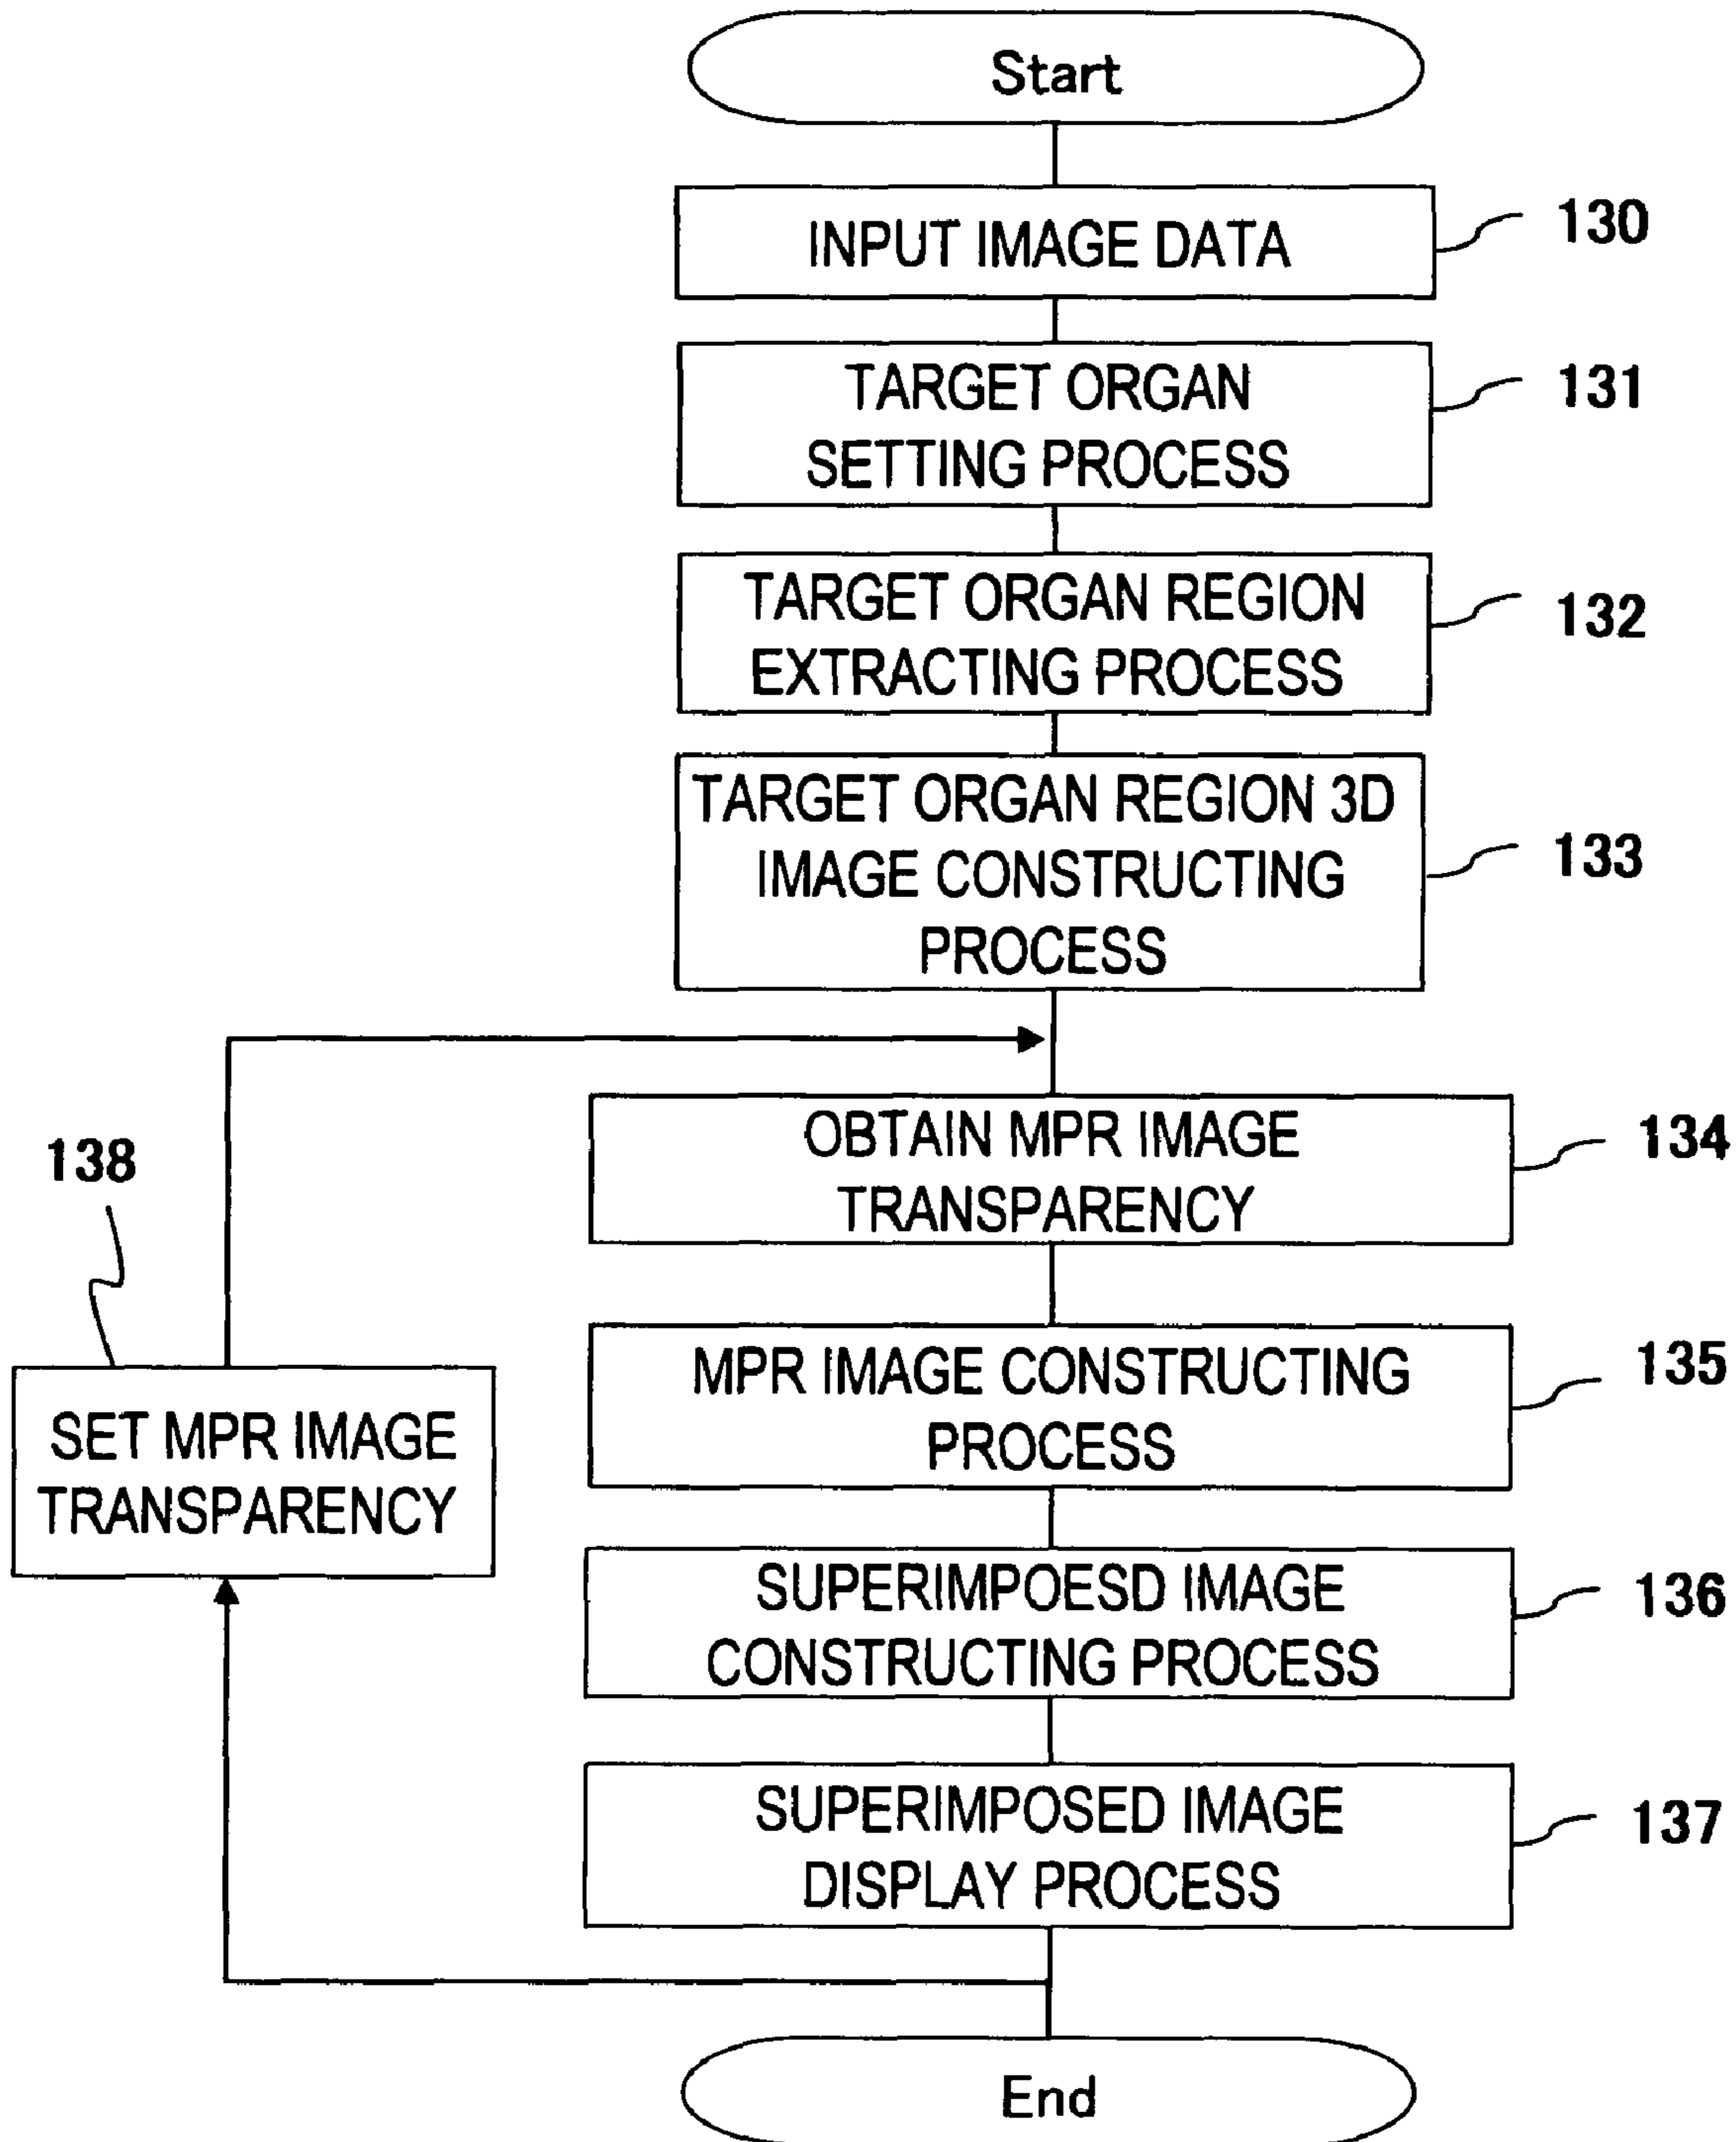 Start
INPUT IMAGE DATA
130
TARGET ORGAN
SETTING PROCESS
131
TARGET ORGAN REGION
EXTRACTING PROCESS
132
TARGET ORGAN REGION 3D
IMAGE CONSTRUCTING
PROCESS
133
OBTAIN MPR IMAGE
TRANSPARENCY
134
MPR IMAGE CONSTRUCTING
PROCESS
135
SUPERIMPOESD IMAGE
CONSTRUCTING PROCESS
136
SUPERIMPOSED IMAGE
DISPLAY PROCESS
137
138
SET MPR IMAGE
TRANSPARENCY
End